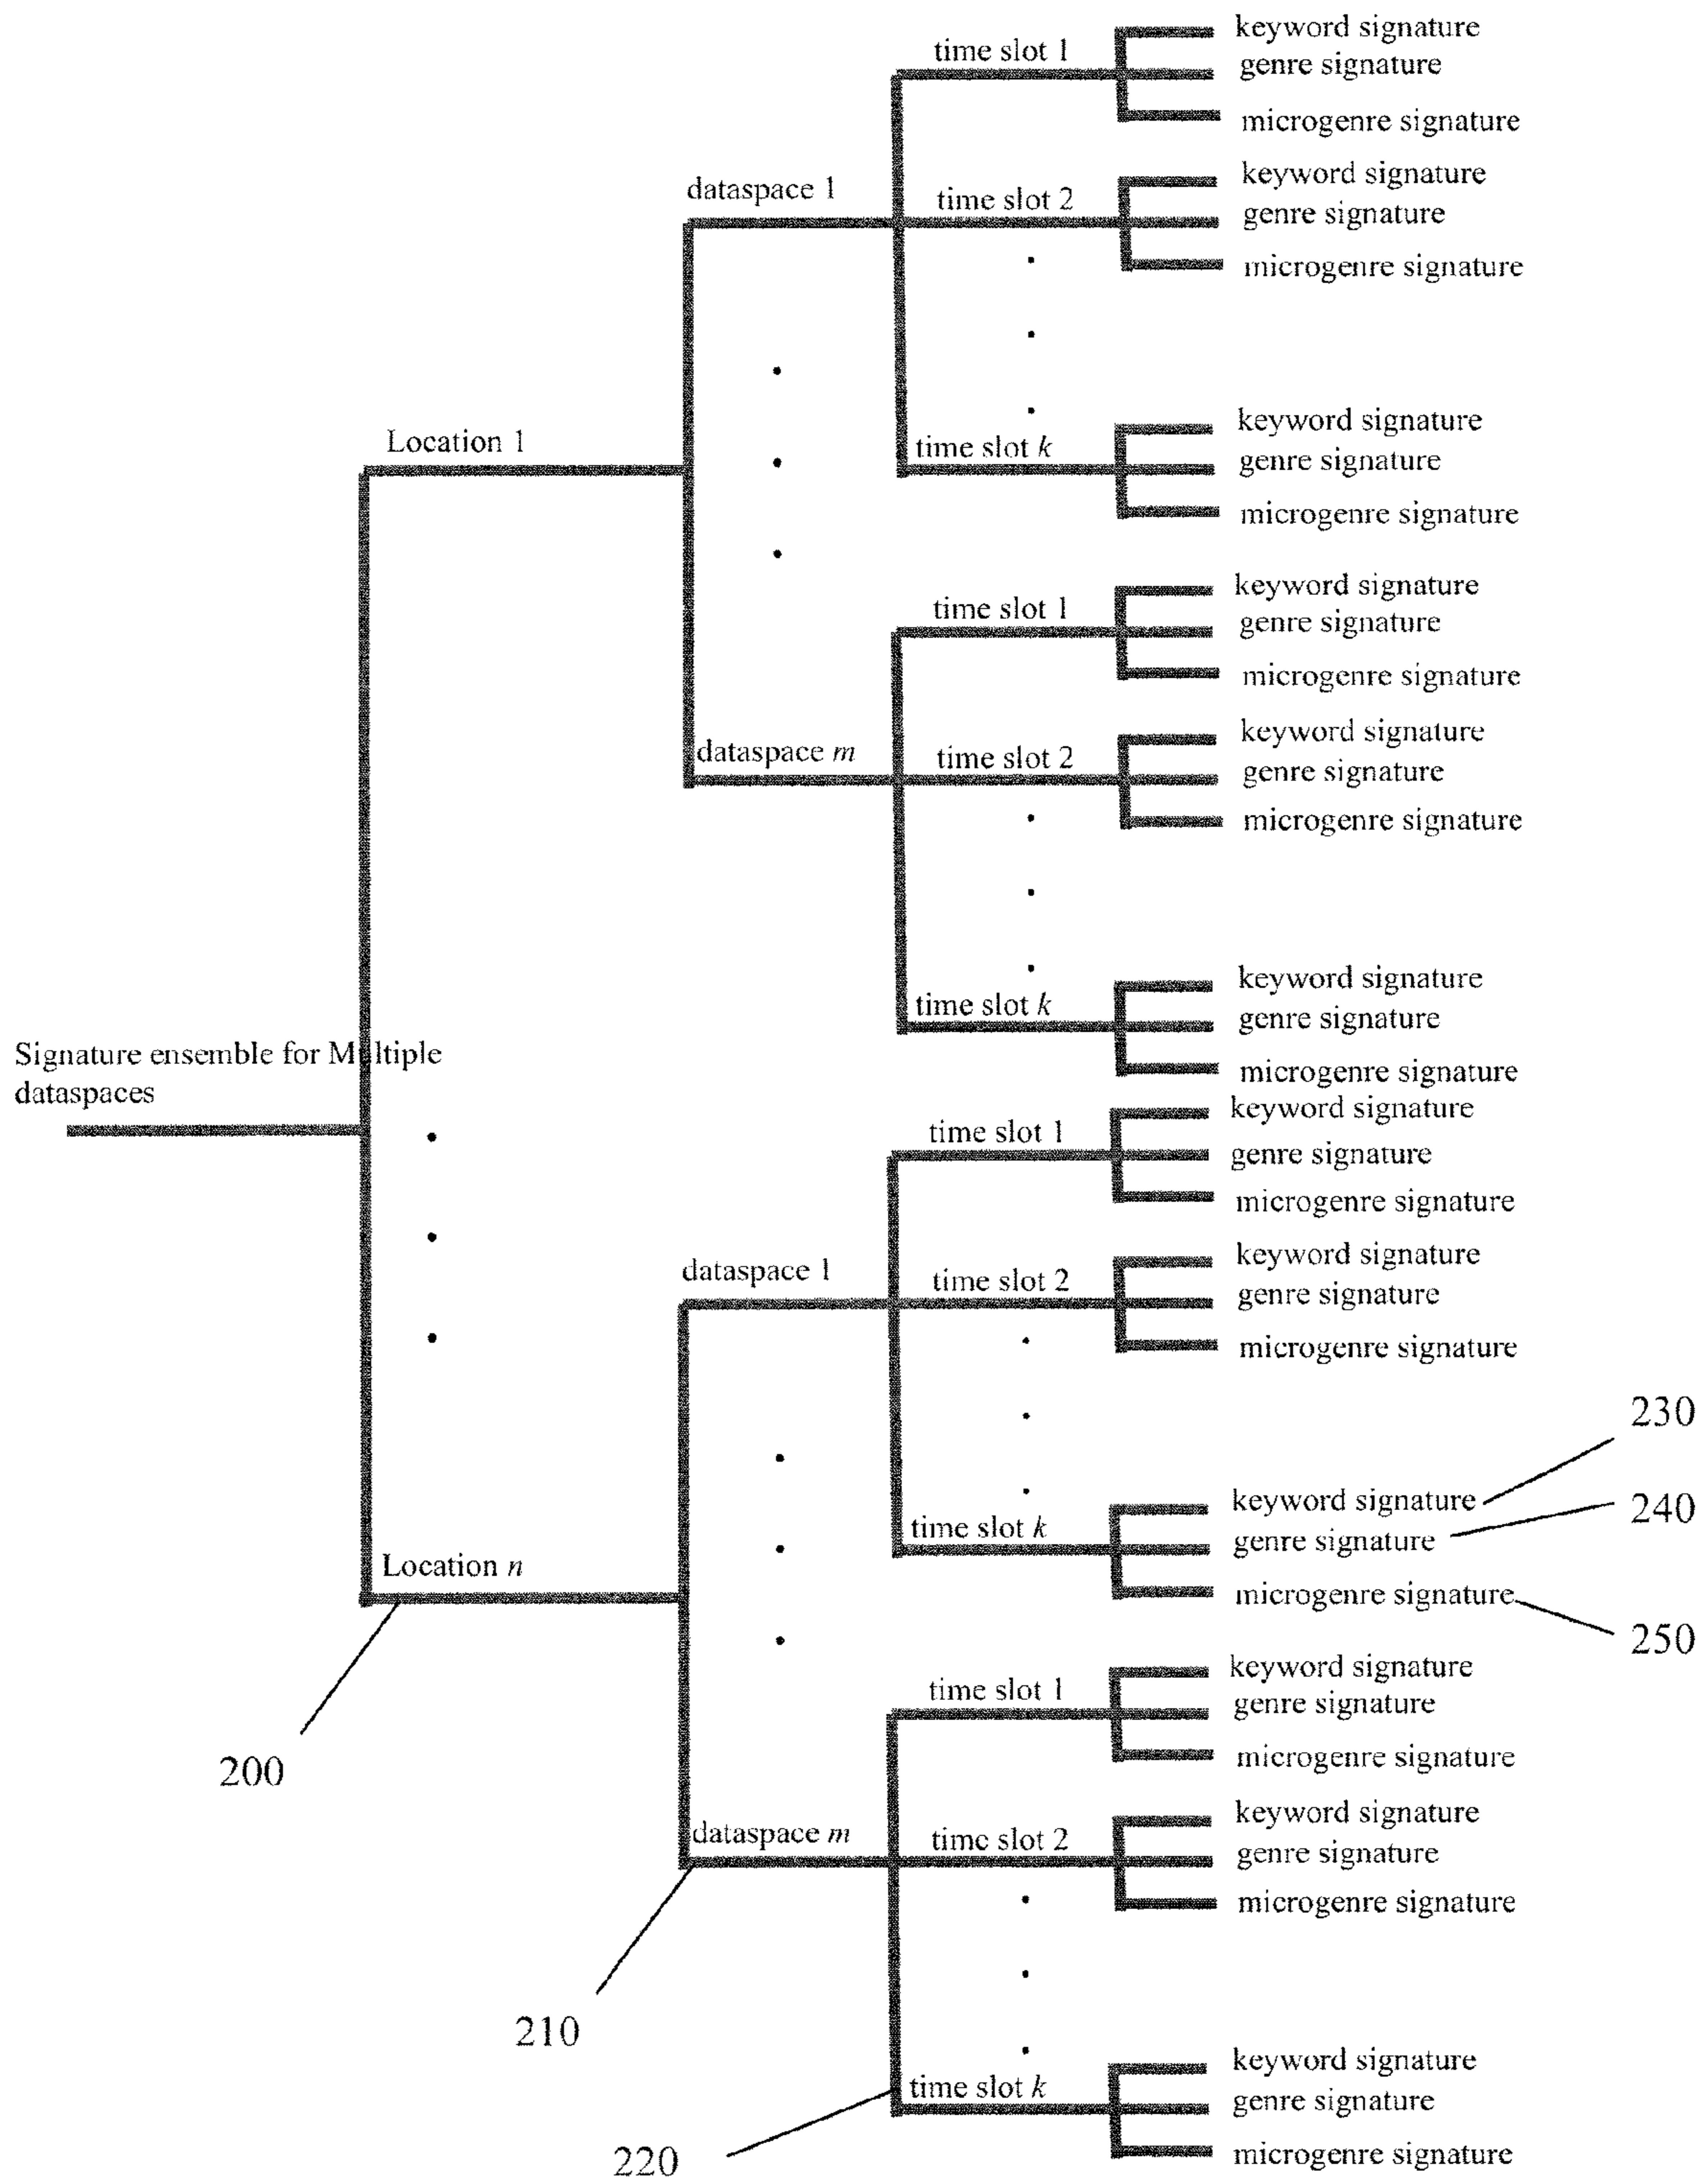 keyword signature
time slot 1
genre signature
microgenre signature
keyword signature
dataspace 1
time slot 2
genre signature
microgenre signature
keyword signature
Location 1
time slot k
genre signature
microgenre signature
keyword signature
time slot 1
genre signature
microgenre signature
keyword signature
dataspace m
time slot 2
genre signature
microgenre signature
keyword signature
time slot k
genre signature
Signature ensemble for Multiple
dataspaces
microgenre signature
keyword signature
time slot 1
genre signature
microgenre signature
keyword signature
dataspace 1
time slot 2
genre signature
microgenre signature
230
keyword signature
240
time slot k
genre signature
Location n
microgenre signature
250
keyword signature
time slot 1
genre signature
microgenre signature
200
keyword signature
dataspace m
time slot 2
genre signature
microgenre signature
210
keyword signature
time slot k
genre signature
microgenre signature
220